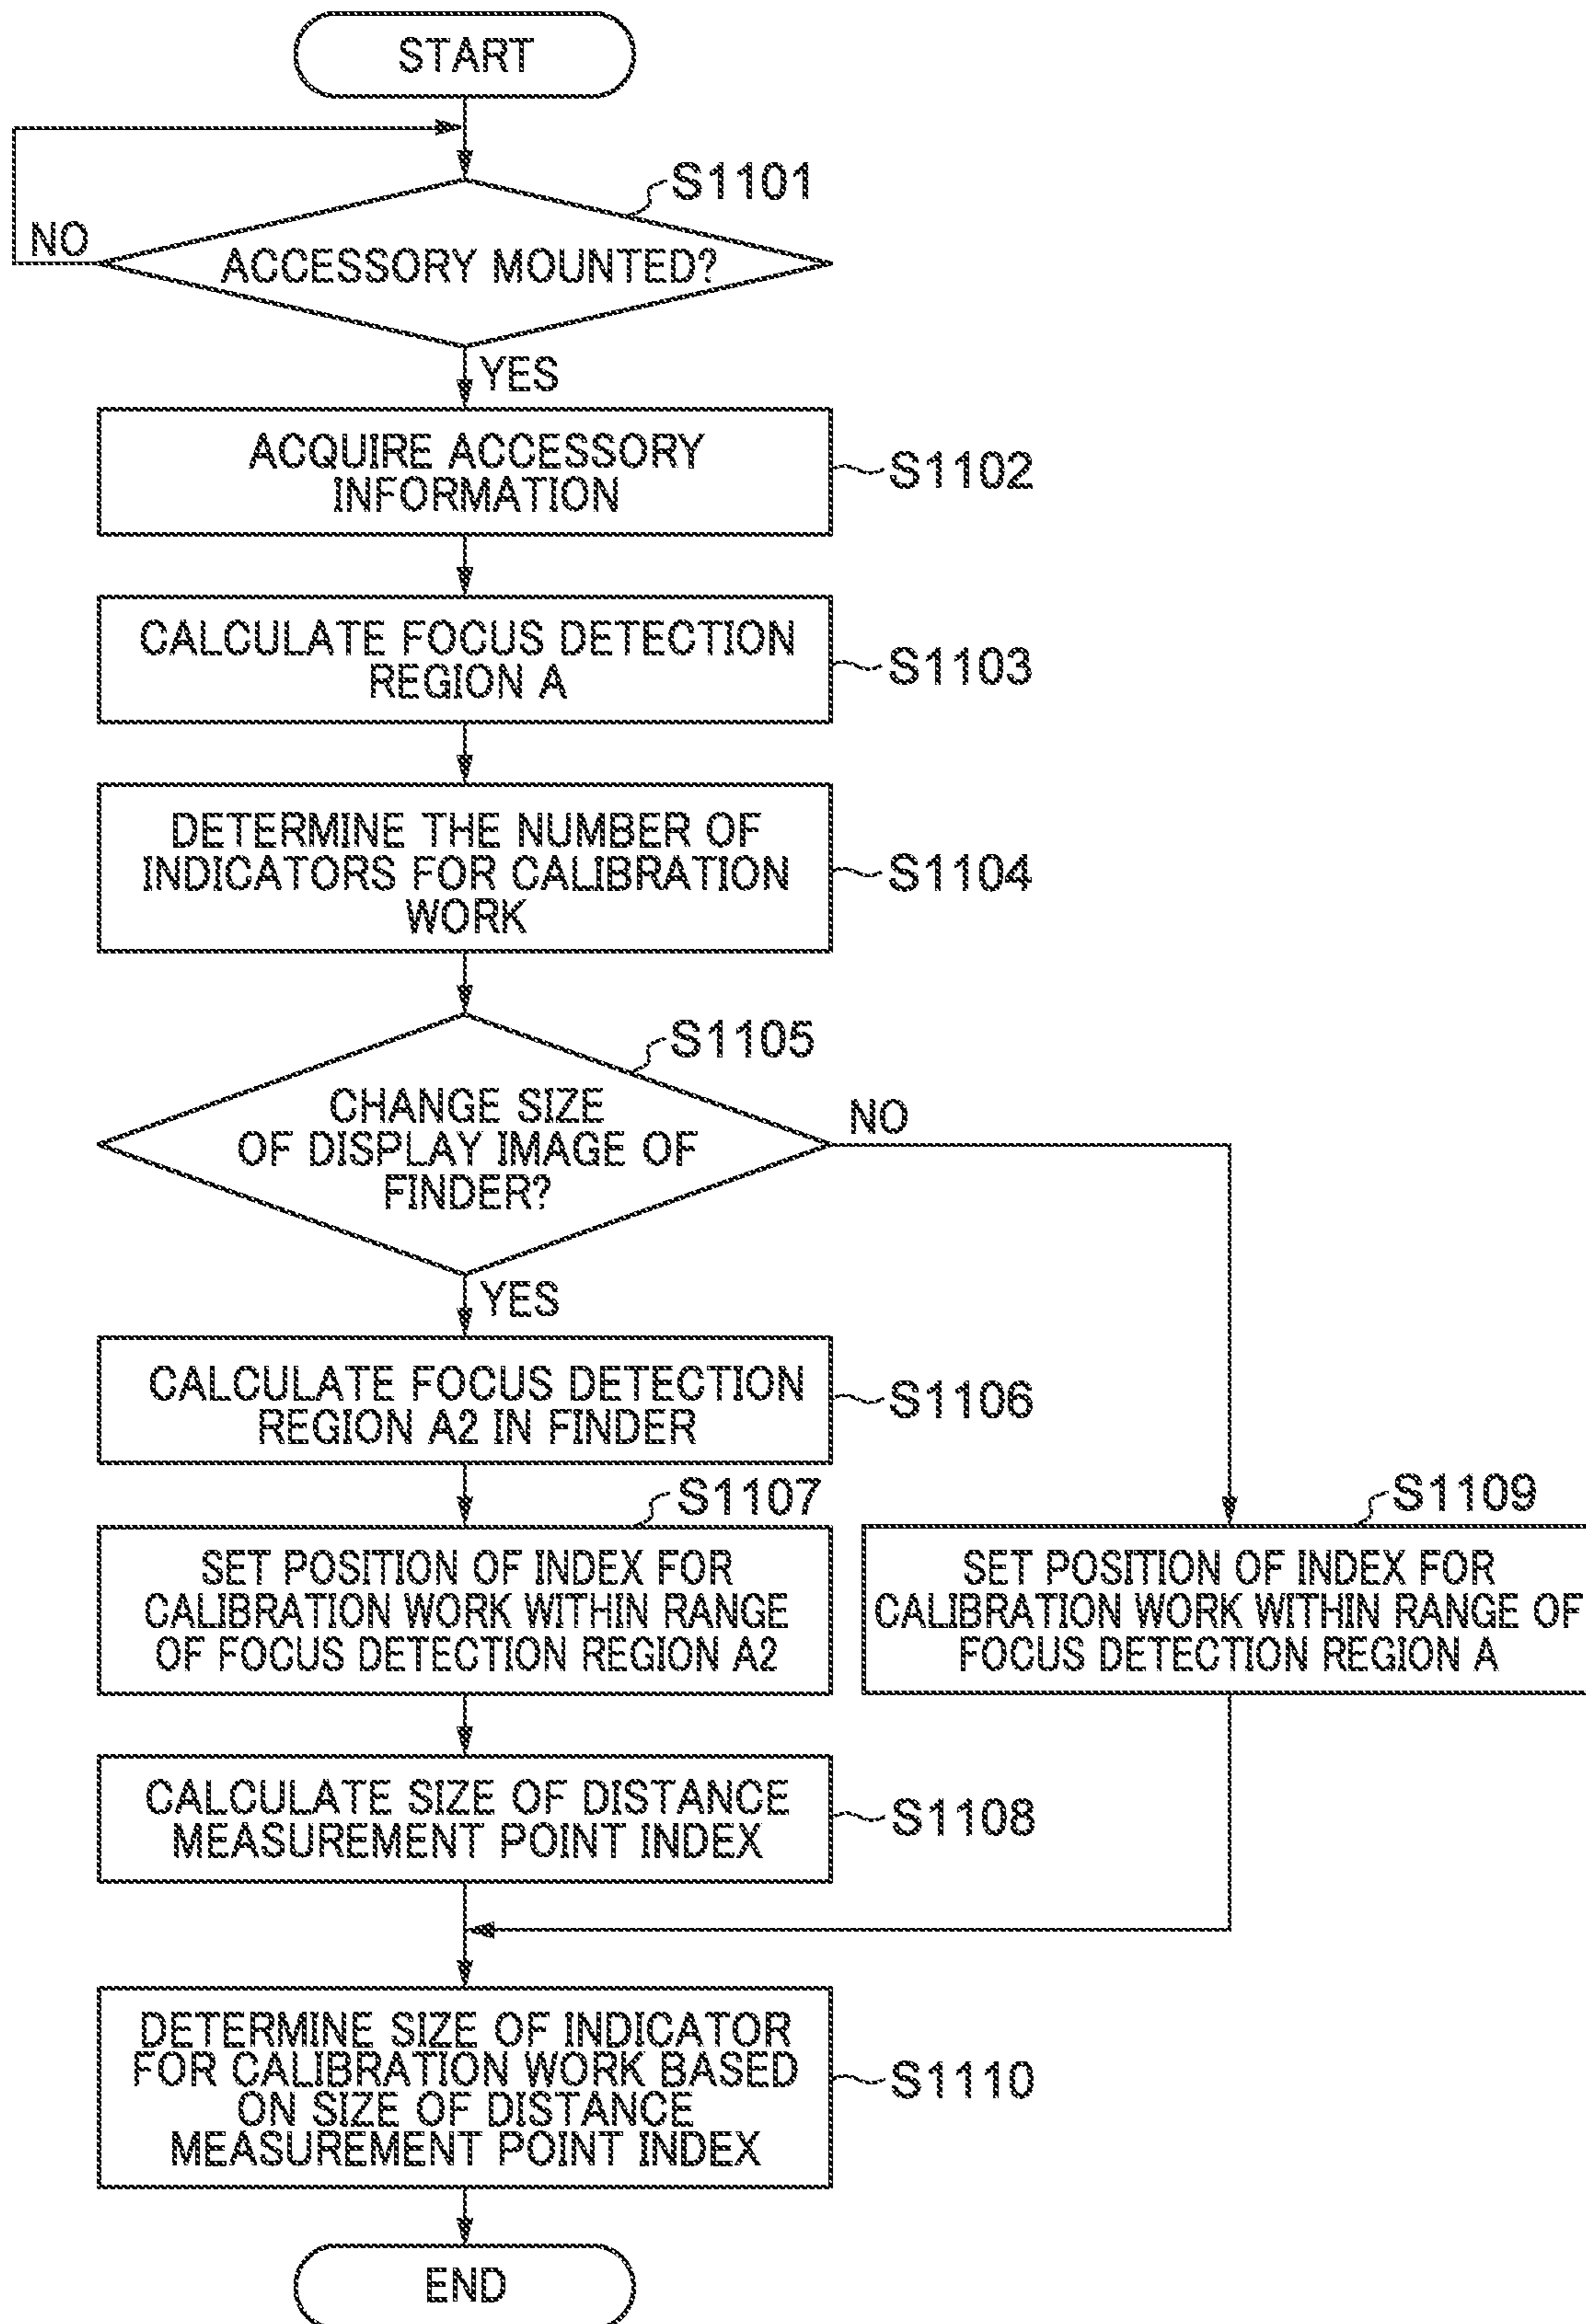 START
S1101
NO
ACCESSORY MOUNTED?
YES
ACQUIRE ACCESSORY
INFORMATION
S1102
CALCULATE FOCUS DETECTION
REGION A
S1103
DETERMINE THE NUMBER OF
INDICATORS FOR CALIBRATION
WORK
S1104
S1105
CHANGE SIZE
OF DISPLAY IMAGE OF
FINDER?
NO
YES
CALCULATE FOCUS DETECTION
REGION A2 IN FINDER
S1106
S1107
SET POSITION OF INDEX FOR
CALIBRATION WORK WITHIN RANGE
OF FOCUS DETECTION REGION A2
S1109
SET POSITION OF INDEX FOR
CALIBRATION WORK WITHIN RANGE OF
FOCUS DETECTION REGION A
CALCULATE SIZE OF DISTANCE
MEASUREMENT POINT INDEX
S1108
DETERMINE SIZE OF INDICATOR
FOR CALIBRATION WORK BASED
ON SIZE OF DISTANCE
MEASUREMENT POINT INDEX
S1110
END